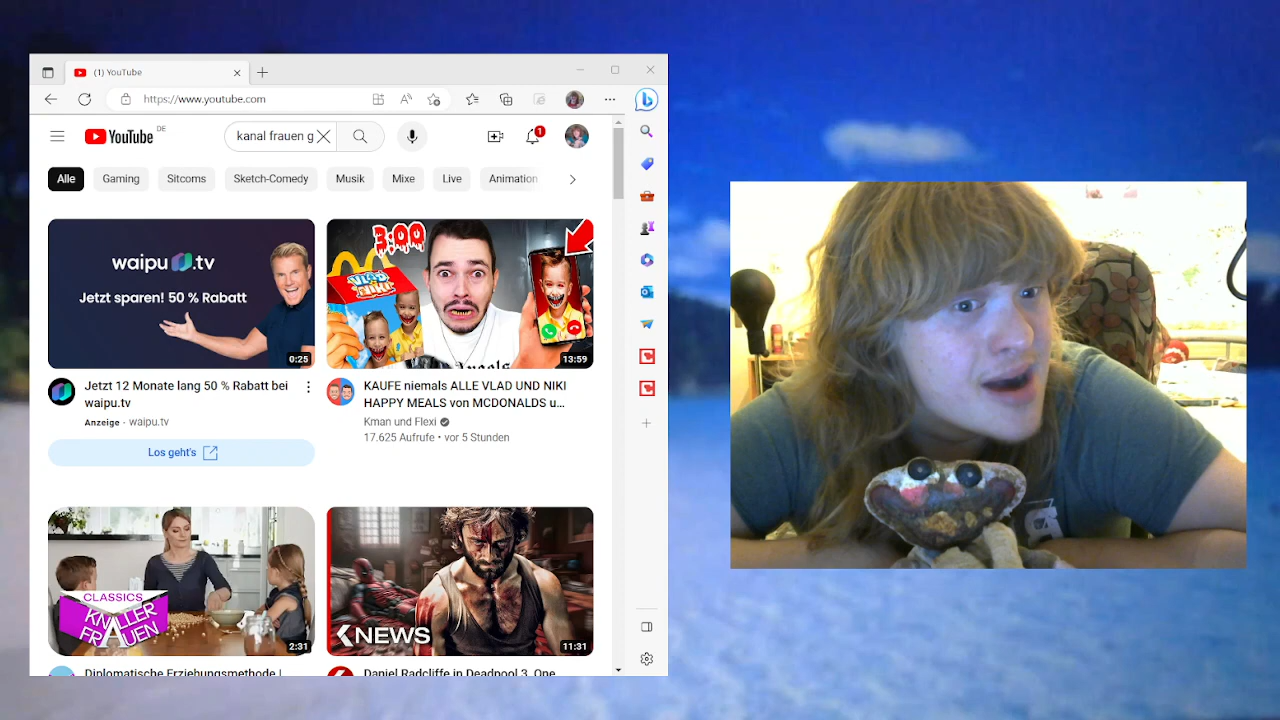 (1) YouTube
https://www.youtube.com
YouTube DE
kanal frauen g
1
Alle
Gaming
Sitcoms
Sketch-Comedy
Musik
Mixe
Live
Animation
waipu.tv
Jetzt sparen! 50 % Rabatt
0:25
3:00
VLAD
NIKI
13:59
Jetzt 12 Monate lang 50 % Rabatt bei
waipu.tv
Anzeige · waipu.tv
Los geht's
KAUFE niemals ALLE VLAD UND NIKI
HAPPY MEALS von MCDONALDS u...
Kman und Flexi
17.625 Aufrufe • vor 5 Stunden
CLASSICS
KNALLER
FRAUEN
2:31
KNEWS
11:31
Diplomatische Erziehungsmethode |
Daniel Radcliffe in Deadpool 3, One